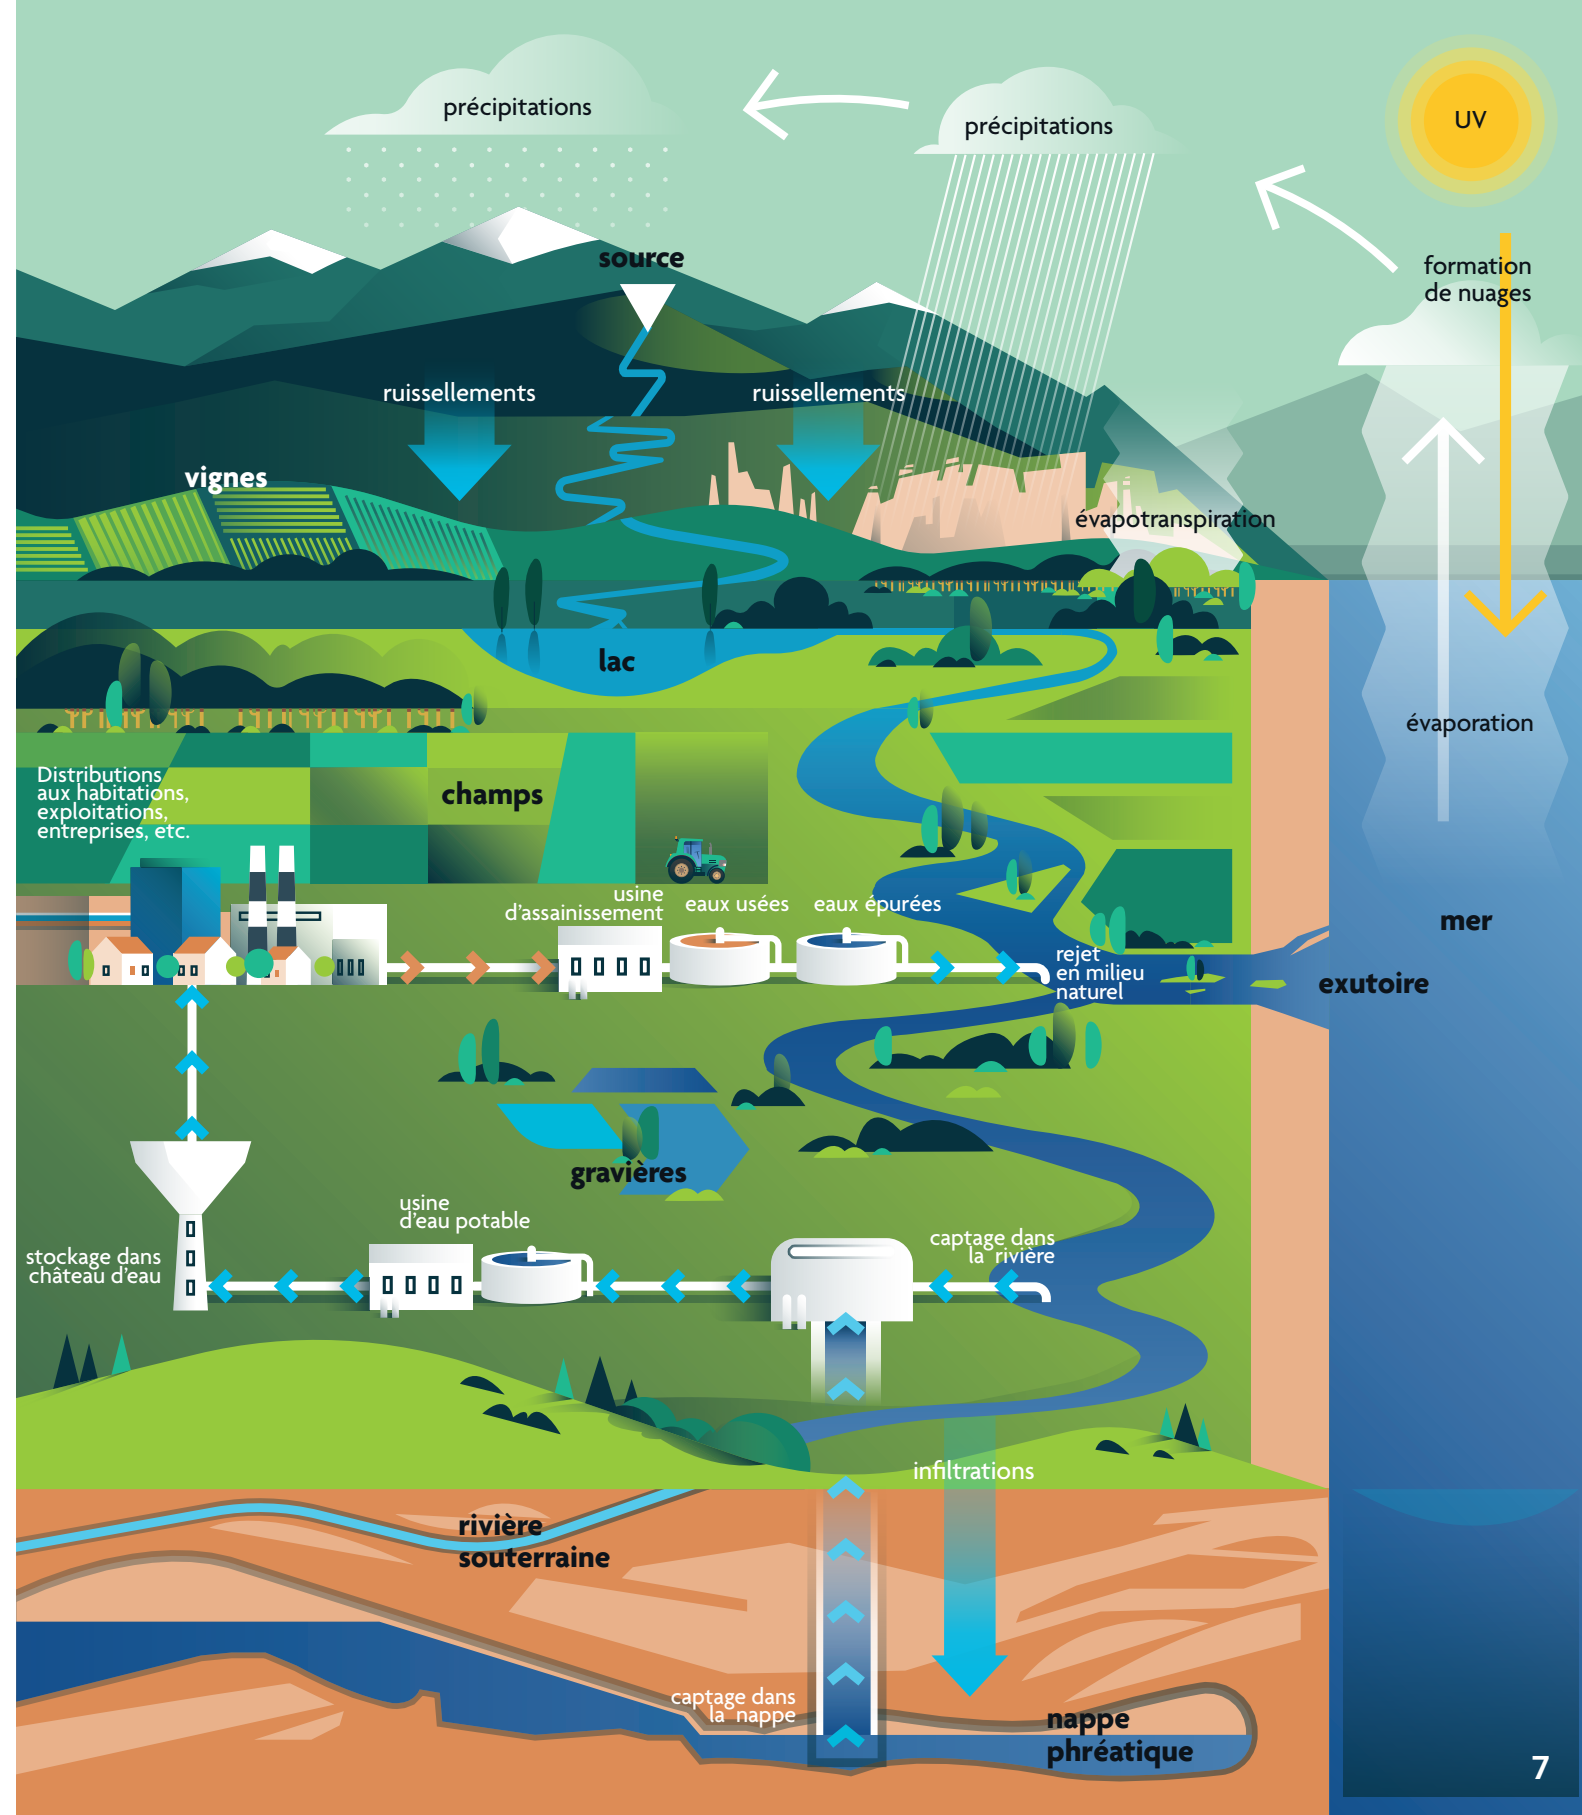 précipitations
précipitations
UV
formation
de nuages
source
ruissellements
ruissellements
vignes
évapotranspiration
lac
évaporation
Distributions
aux habitations,
exploitations,
entreprises, etc.
champs
usine
d'assainissement
eaux usées
eaux épurées
mer
rejet
en milieu
naturel
exutoire
gravières
usine
d'eau potable
captage dans
la rivière
stockage dans
château d'eau
infiltrations
rivière
souterraine
captage dans
la nappe
nappe
phréatique
7